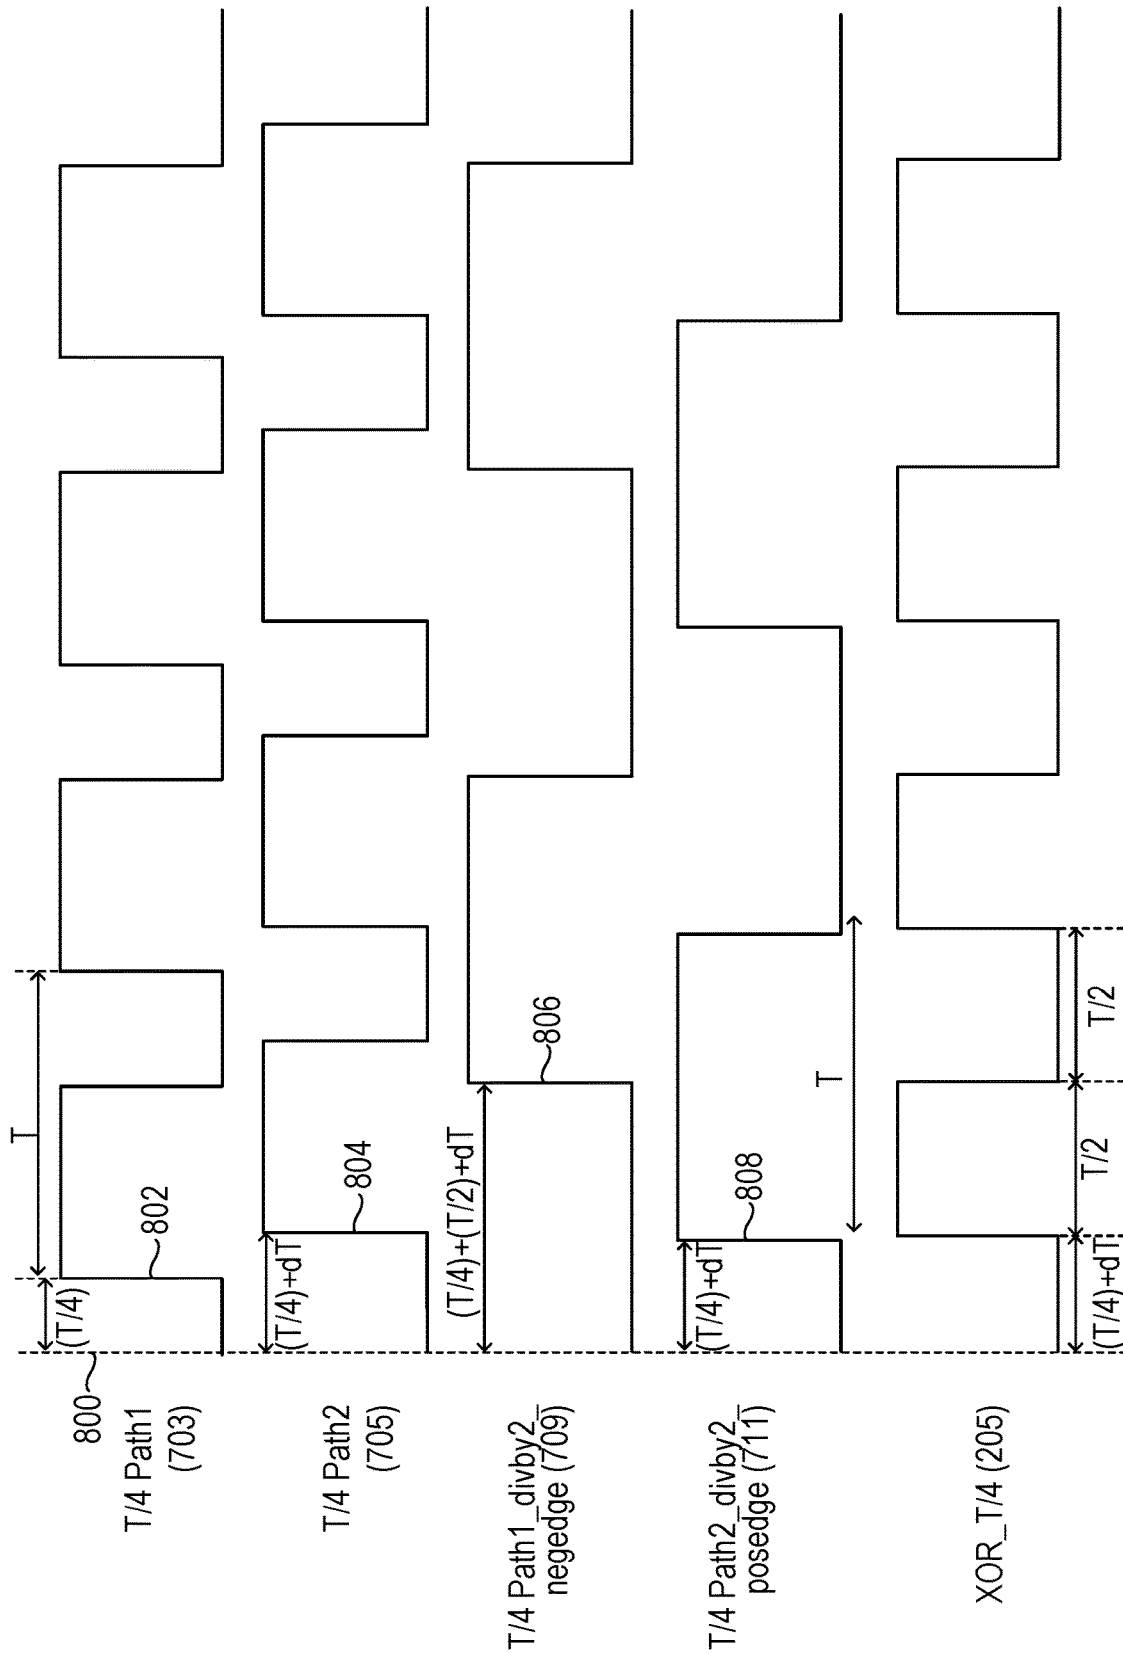 800
T/4 Path1
(703)
(T/4)
T
802
T/4 Path2
(705)
(T/4)+dT
804
T/4 Path1_divby2_
negedge (709)
(T/4)+(T/2)+dT
806
T/4 Path2_divby2_
posedge (711)
(T/4)+dT
808
T
XOR_T/4 (205)
(T/4)+dT
T/2
T/2